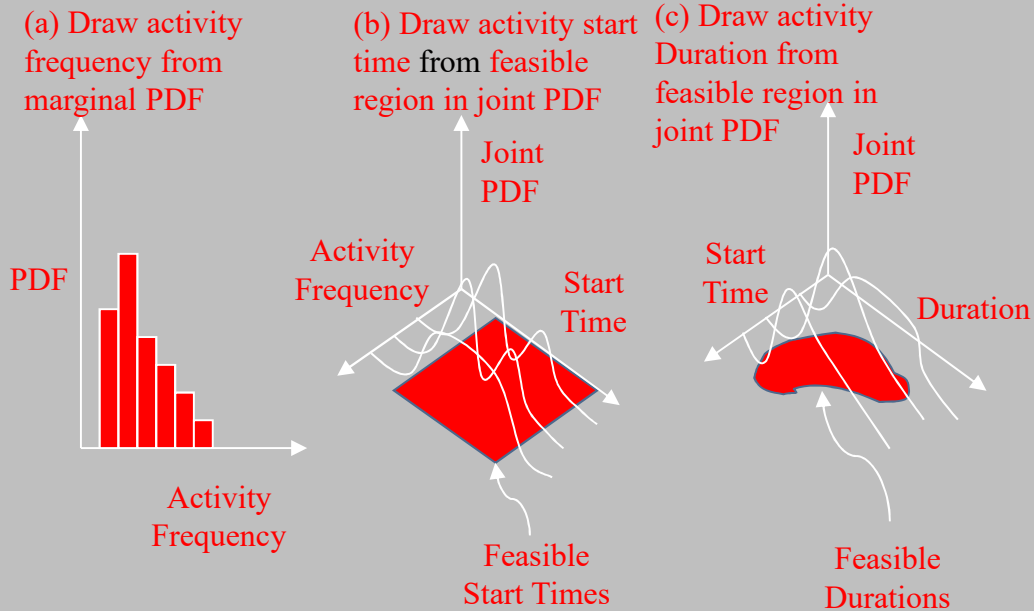 (a) Draw activity
frequency from
marginal PDF
PDF
Activity
Frequency
(b) Draw activity start
time from feasible
region in joint PDF
Joint
PDF
Activity
Frequency
Start
Time
Feasible
Start Times
(c) Draw activity
Duration from
feasible region in
joint PDF
Joint
PDF
Start
Time
Duration
Feasible
Durations